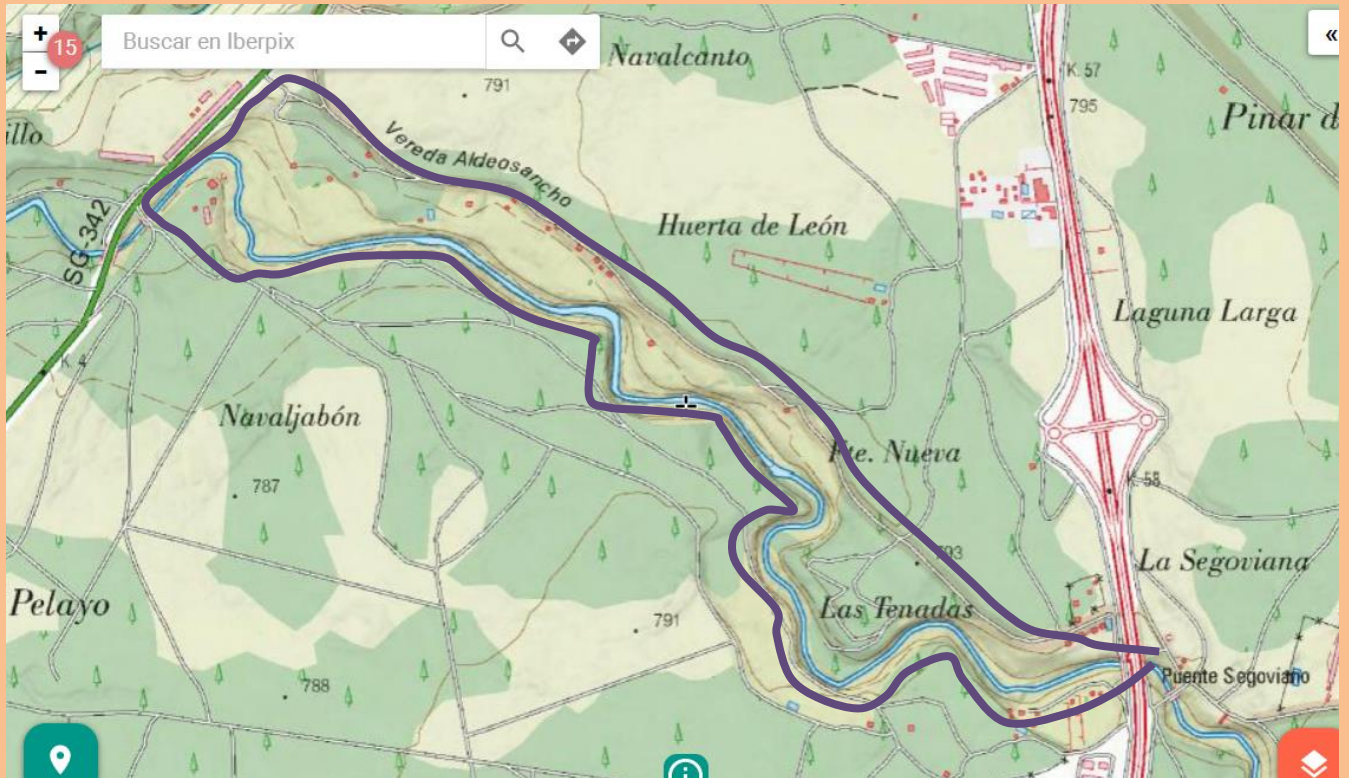 +
15
-
Buscar en Iberpix
«
Navalcanto
791
K. 57
795
Pinar d
illo
Vereda Aldeosancho
SG-342
Huerta de León
Laguna Larga
K. 4
Navaljabón
Fte. Nueva
787
K. 58
793
La Segoviana
Pelayo
Las Tenadas
791
788
Puente Segoviano